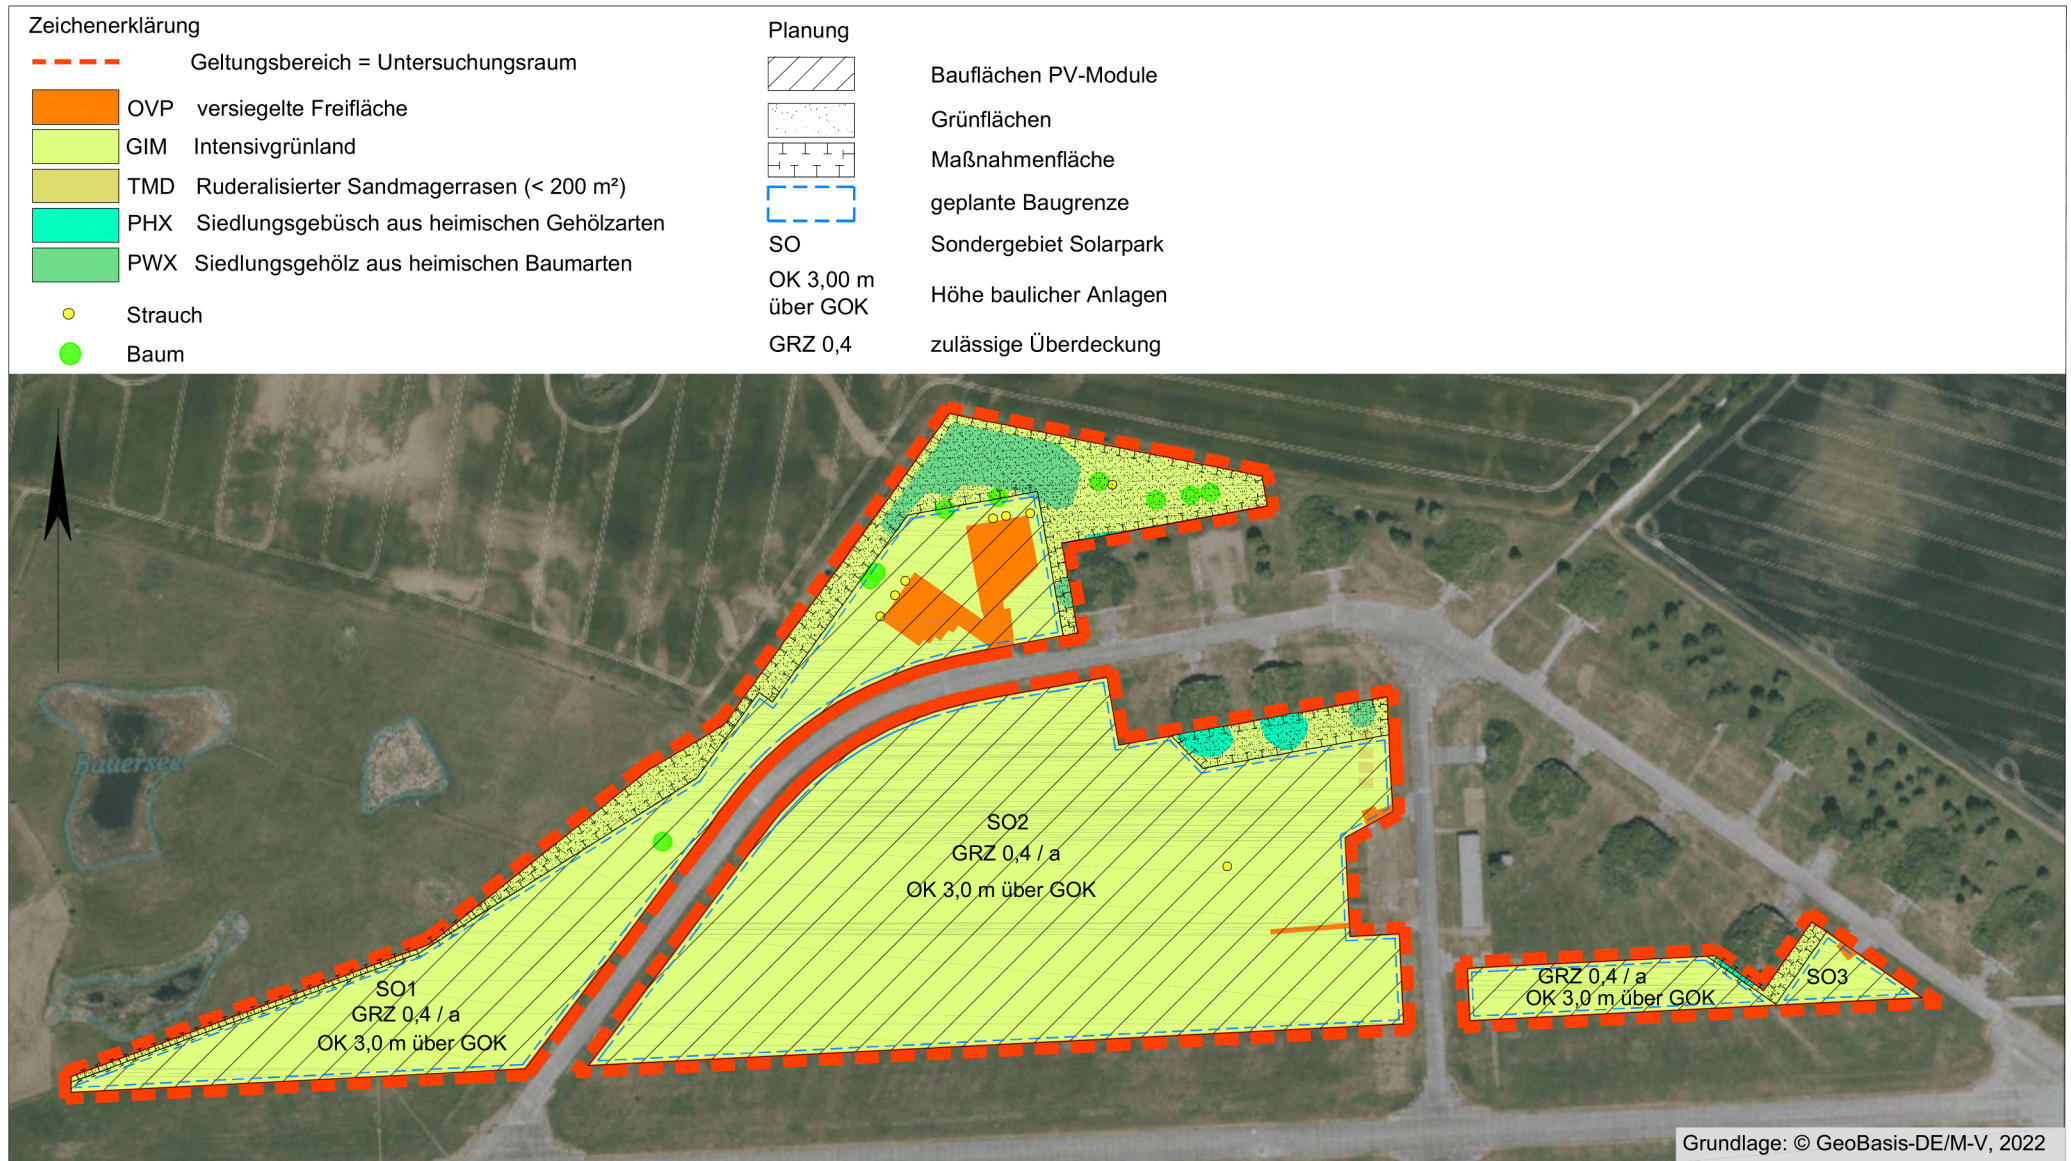 Zeichenerklärung
Geltungsbereich = Untersuchungsraum
OVP versiegelte Freifläche
GIM Intensivgrünland
TMD Ruderalisierter Sandmagerrasen (< 200 m²)
PHX Siedlungsgebüsch aus heimischen Gehölzarten
PWX Siedlungsgehölz aus heimischen Baumarten
Strauch
Baum
Planung
Bauflächen PV-Module
Grünflächen
Maßnahmenfläche
geplante Baugrenze
SO Sondergebiet Solarpark
OK 3,00 m
über GOK
Höhe baulicher Anlagen
GRZ 0,4 zulässige Überdeckung
Bauersee
SO2
GRZ 0,4 / a
OK 3,0 m über GOK
SO1
GRZ 0,4 / a
OK 3,0 m über GOK
GRZ 0,4 / a
OK 3,0 m über GOK
SO3
Grundlage: © GeoBasis-DE/M-V, 2022